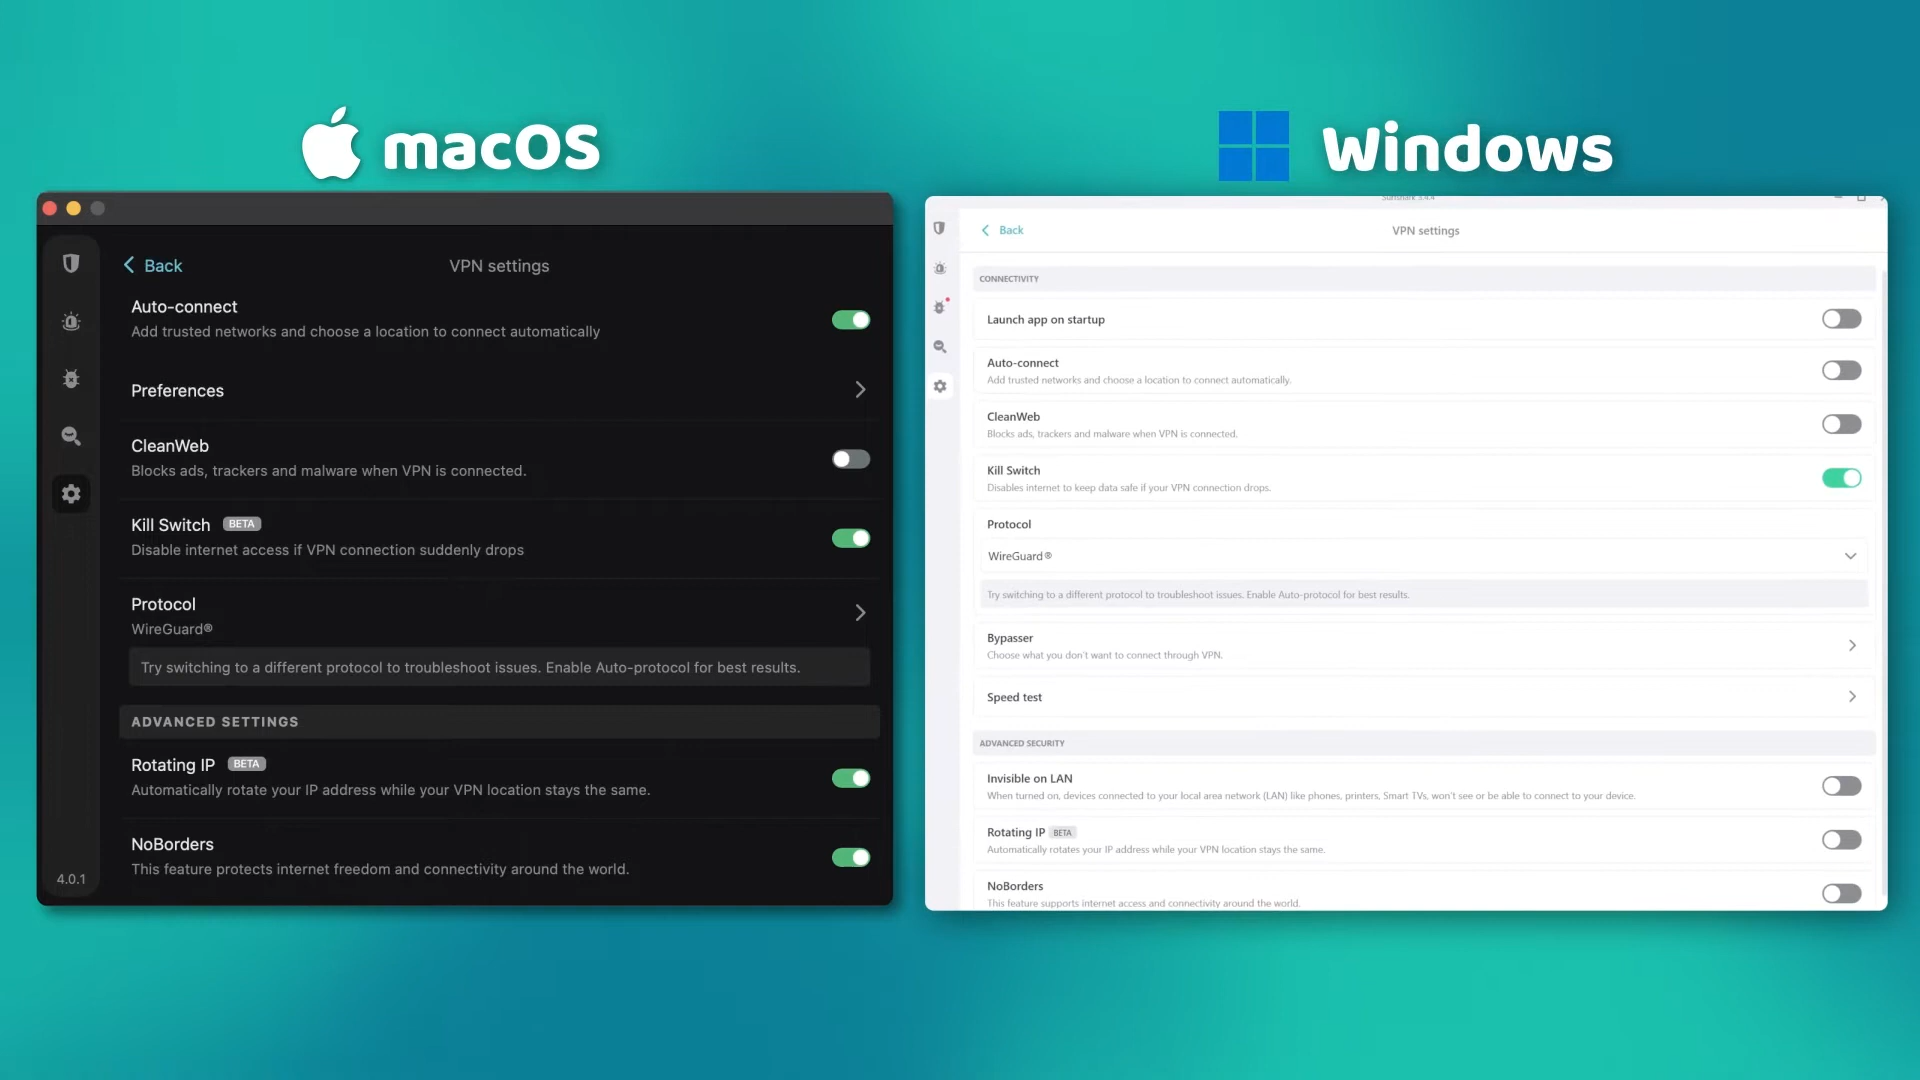 macOS
Back
VPN settings
Auto-connect
Add trusted networks and choose a location to connect automatically
Preferences
CleanWeb
Blocks ads, trackers and malware when VPN is connected.
Kill Switch BETA
Disable internet access if VPN connection suddenly drops
Protocol
WireGuard®
Try switching to a different protocol to troubleshoot issues. Enable Auto-protocol for best results.
ADVANCED SETTINGS
Rotating IP BETA
Automatically rotate your IP address while your VPN location stays the same.
NoBorders
This feature protects internet freedom and connectivity around the world.
4.0.1
Windows
Surfshark 3.4.4
Back
VPN settings
CONNECTIVITY
Launch app on startup
Auto-connect
Add trusted networks and choose a location to connect automatically.
CleanWeb
Blocks ads, trackers and malware when VPN is connected.
Kill Switch
Disables internet to keep data safe if your VPN connection drops.
Protocol
WireGuard®
Try switching to a different protocol to troubleshoot issues. Enable Auto-protocol for best results.
Bypasser
Choose what you don't want to connect through VPN.
Speed test
ADVANCED SECURITY
Invisible on LAN
When turned on, devices connected to your local area network (LAN) like phones, printers, Smart TVs, won't see or be able to connect to your device.
Rotating IP BETA
Automatically rotates your IP address while your VPN location stays the same.
NoBorders
This feature supports internet access and connectivity around the world.